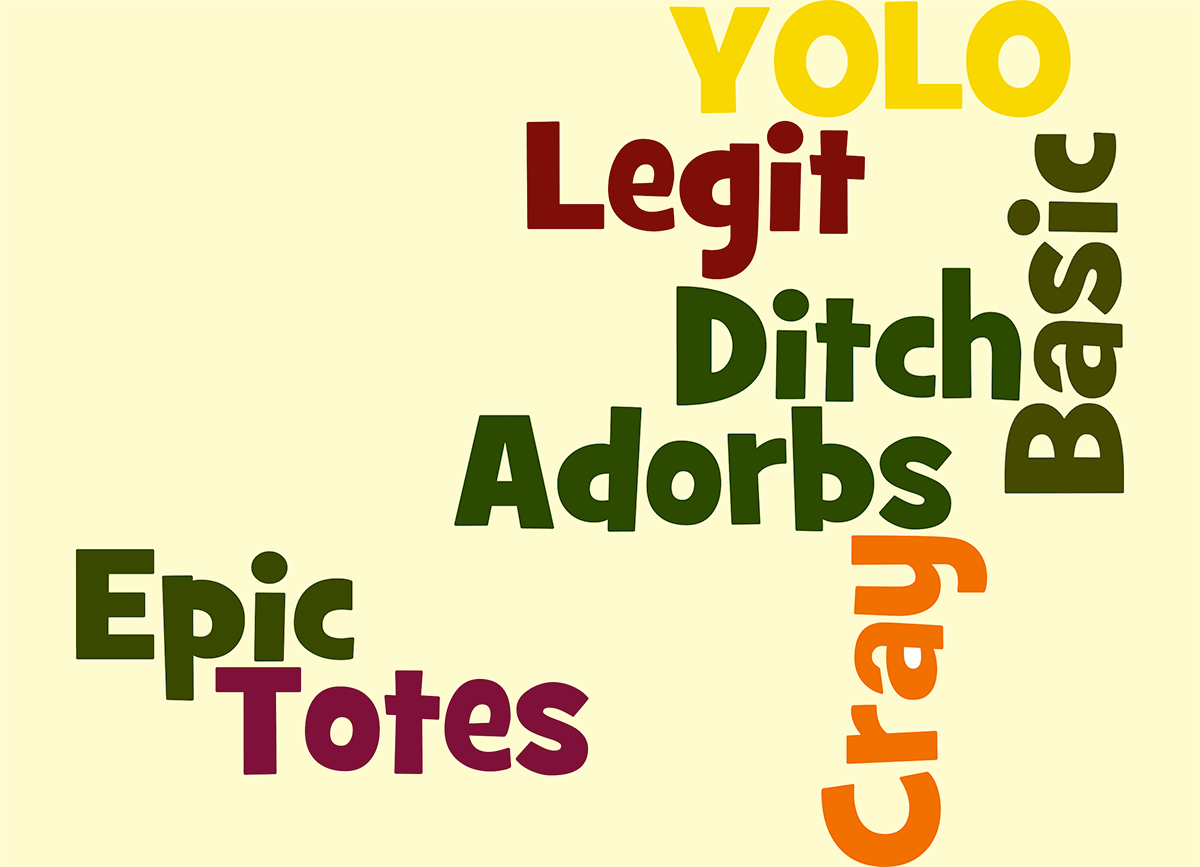 YOLO
Legit
Basic
Ditch
Adorbs
Cray
Epic
Totes